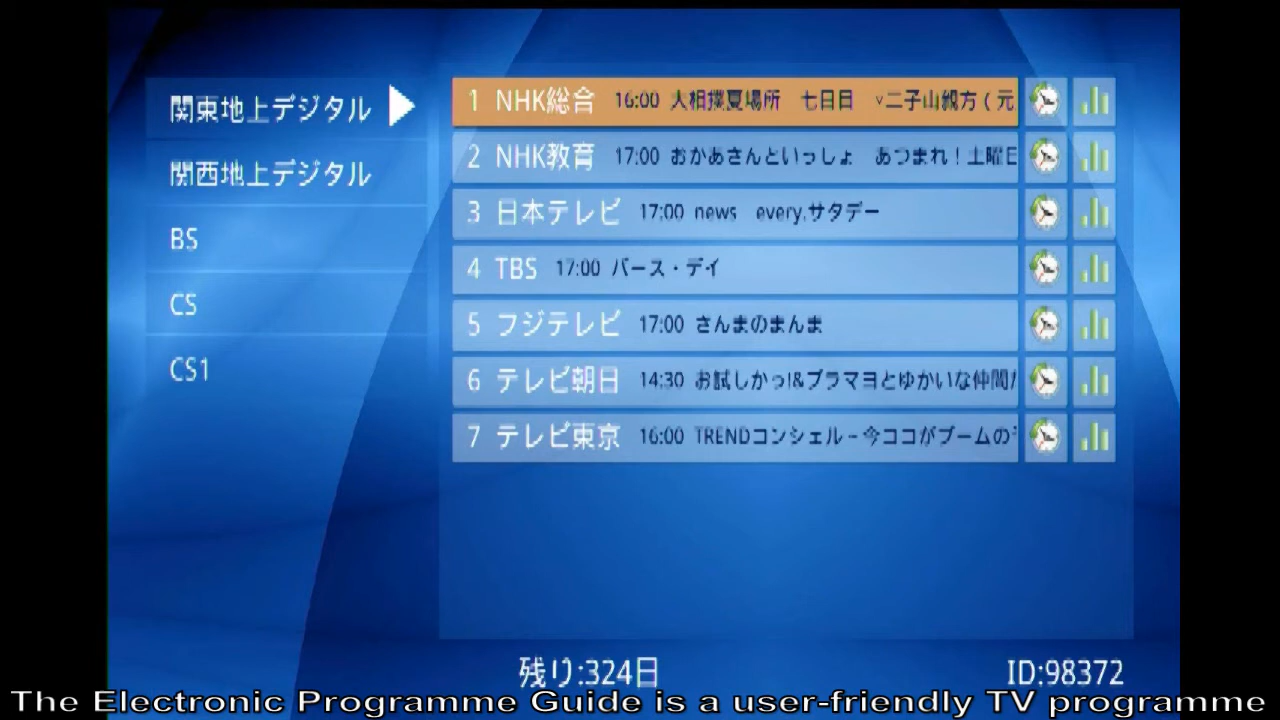 関東地上デジタル
関西地上デジタル
BS
CS
CS1
1 NHK総合 16:00 大相撲夏場所 七日目 ▽二子山親方(元
2 NHK教育 17:00 おかあさんといっしょ あつまれ!土曜日
3 日本テレビ 17:00 news every.サタデー
4 TBS 17:00 バース・デイ
5 フジテレビ 17:00 さんまのまんま
6 テレビ朝日 14:30 お試しかっ!&ブラマヨとゆかいな仲間
7 テレビ東京 16:00 TRENDコンシェル-今ココがブームの
残り:324日
ID:98372
The Electronic Programme Guide is a user-friendly TV programme